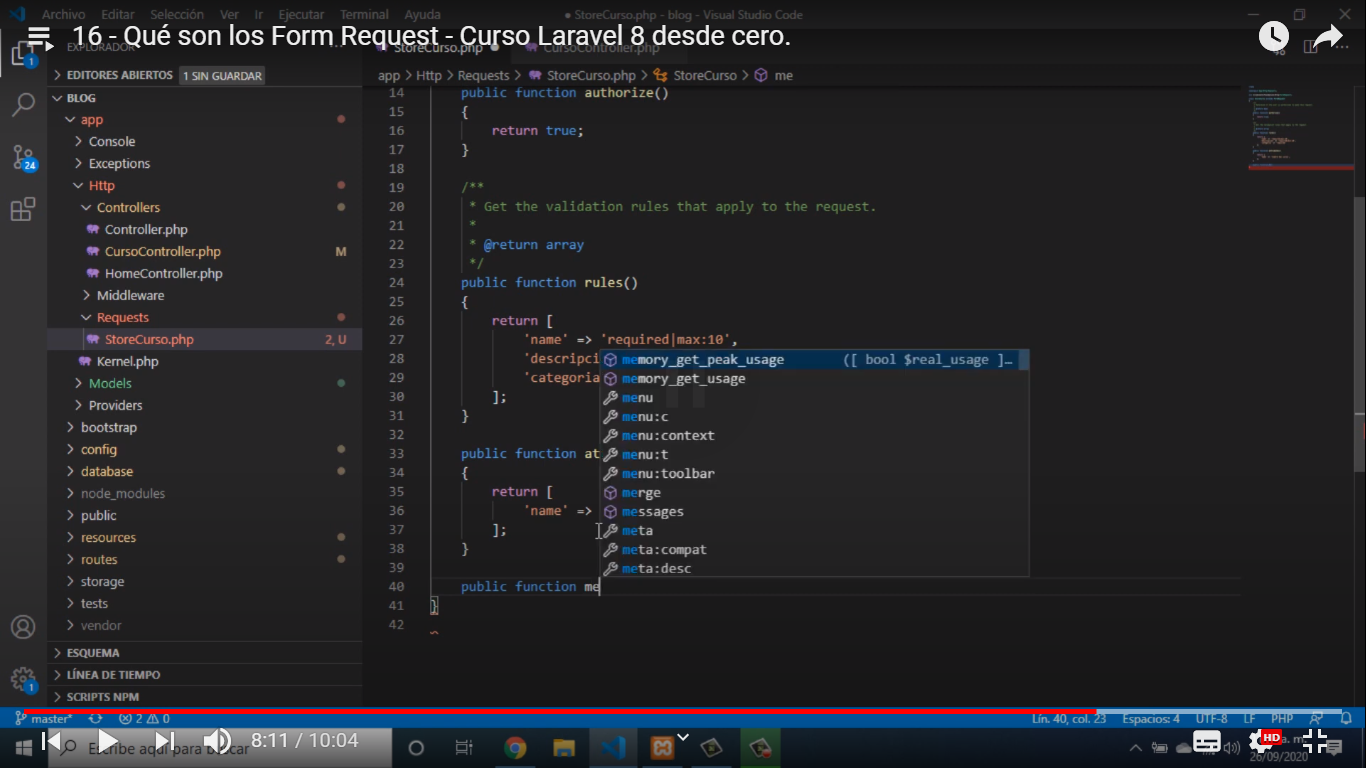 Archivo Editar Selección Ver Ir Ejecutar Terminal Ayuda
● StoreCurso.php - blog - Visual Studio Code
16 - Qué son los Form Request - Curso Laravel 8 desde cero.
EXPLORADOR
StoreCurso.php
CursoController.php
EDITORES ABIERTOS 1 SIN GUARDAR
app > Http > Requests > StoreCurso.php > StoreCurso > me
BLOG
app
Console
Exceptions
Http
Controllers
Controller.php
CursoController.php M
HomeController.php
Middleware
Requests
StoreCurso.php 2, U
Kernel.php
Models
Providers
bootstrap
config
database
node_modules
public
resources
routes
storage
tests
vendor
ESQUEMA
LÍNEA DE TIEMPO
SCRIPTS NPM
1
24
1
14 public function authorize()
15 {
16 return true;
17 }
18
19 /**
20 * Get the validation rules that apply to the request.
21 *
22 * @return array
23 */
24 public function rules()
25 {
26 return [
27 'name' => 'required|max:10',
28 'descripci
29 'categoria
30 ];
31 }
32
33 public function at
34 {
35 return [
36 'name' =>
37 ];
38 }
39
40 public function me
41 }
42
memory_get_peak_usage ([ bool $real_usage ]…
memory_get_usage
menu
menu:c
menu:context
menu:t
menu:toolbar
merge
messages
meta
meta:compat
meta:desc
master* 2 0
Lín. 40, col. 23 Espacios: 4 UTF-8 LF PHP
Escribe aquí para buscar
8:11 / 10:04
HD
a. m.
26/09/2020